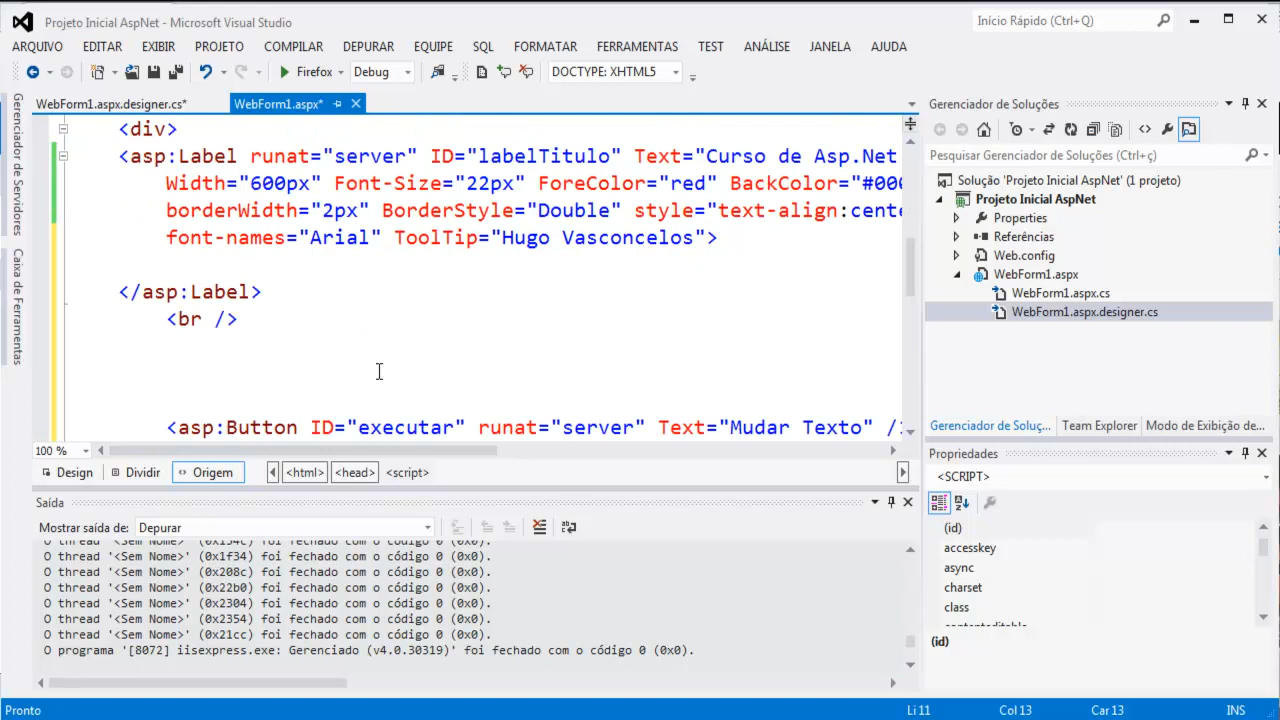 Projeto Inicial AspNet - Microsoft Visual Studio
Início Rápido (Ctrl+Q)
ARQUIVO EDITAR EXIBIR PROJETO COMPILAR DEPURAR EQUIPE SQL FORMATAR FERRAMENTAS TEST ANÁLISE JANELA AJUDA
Firefox Debug DOCTYPE: XHTML5
Gerenciador de Servidores
Caixa de Ferramentas
WebForm1.aspx.designer.cs* WebForm1.aspx*
<div>
<asp:Label runat="server" ID="labelTitulo" Text="Curso de Asp.Net
Width="600px" Font-Size="22px" ForeColor="red" BackColor="#000
borderWidth="2px" BorderStyle="Double" style="text-align:cente
font-names="Arial" ToolTip="Hugo Vasconcelos">
</asp:Label>
<br />
<asp:Button ID="executar" runat="server" Text="Mudar Texto" /
100 %
Design Dividir Origem <html> <head> <script>
Saída
Mostrar saída de: Depurar
O thread '<Sem Nome>' (0x154c) foi fechado com o código 0 (0x0).
O thread '<Sem Nome>' (0x1f34) foi fechado com o código 0 (0x0).
O thread '<Sem Nome>' (0x208c) foi fechado com o código 0 (0x0).
O thread '<Sem Nome>' (0x22b0) foi fechado com o código 0 (0x0).
O thread '<Sem Nome>' (0x2304) foi fechado com o código 0 (0x0).
O thread '<Sem Nome>' (0x2354) foi fechado com o código 0 (0x0).
O thread '<Sem Nome>' (0x21cc) foi fechado com o código 0 (0x0).
O programa '[8072] iisexpress.exe: Gerenciado (v4.0.30319)' foi fechado com o código 0 (0x0).
Gerenciador de Soluções
Pesquisar Gerenciador de Soluções (Ctrl+ç)
Solução 'Projeto Inicial AspNet' (1 projeto)
Projeto Inicial AspNet
Properties
Referências
Web.config
WebForm1.aspx
WebForm1.aspx.cs
WebForm1.aspx.designer.cs
Gerenciador de Soluç... Team Explorer Modo de Exibição de...
Propriedades
<SCRIPT>
(id)
accesskey
async
charset
class
contenteditable
(id)
Pronto Li 11 Col 13 Car 13 INS